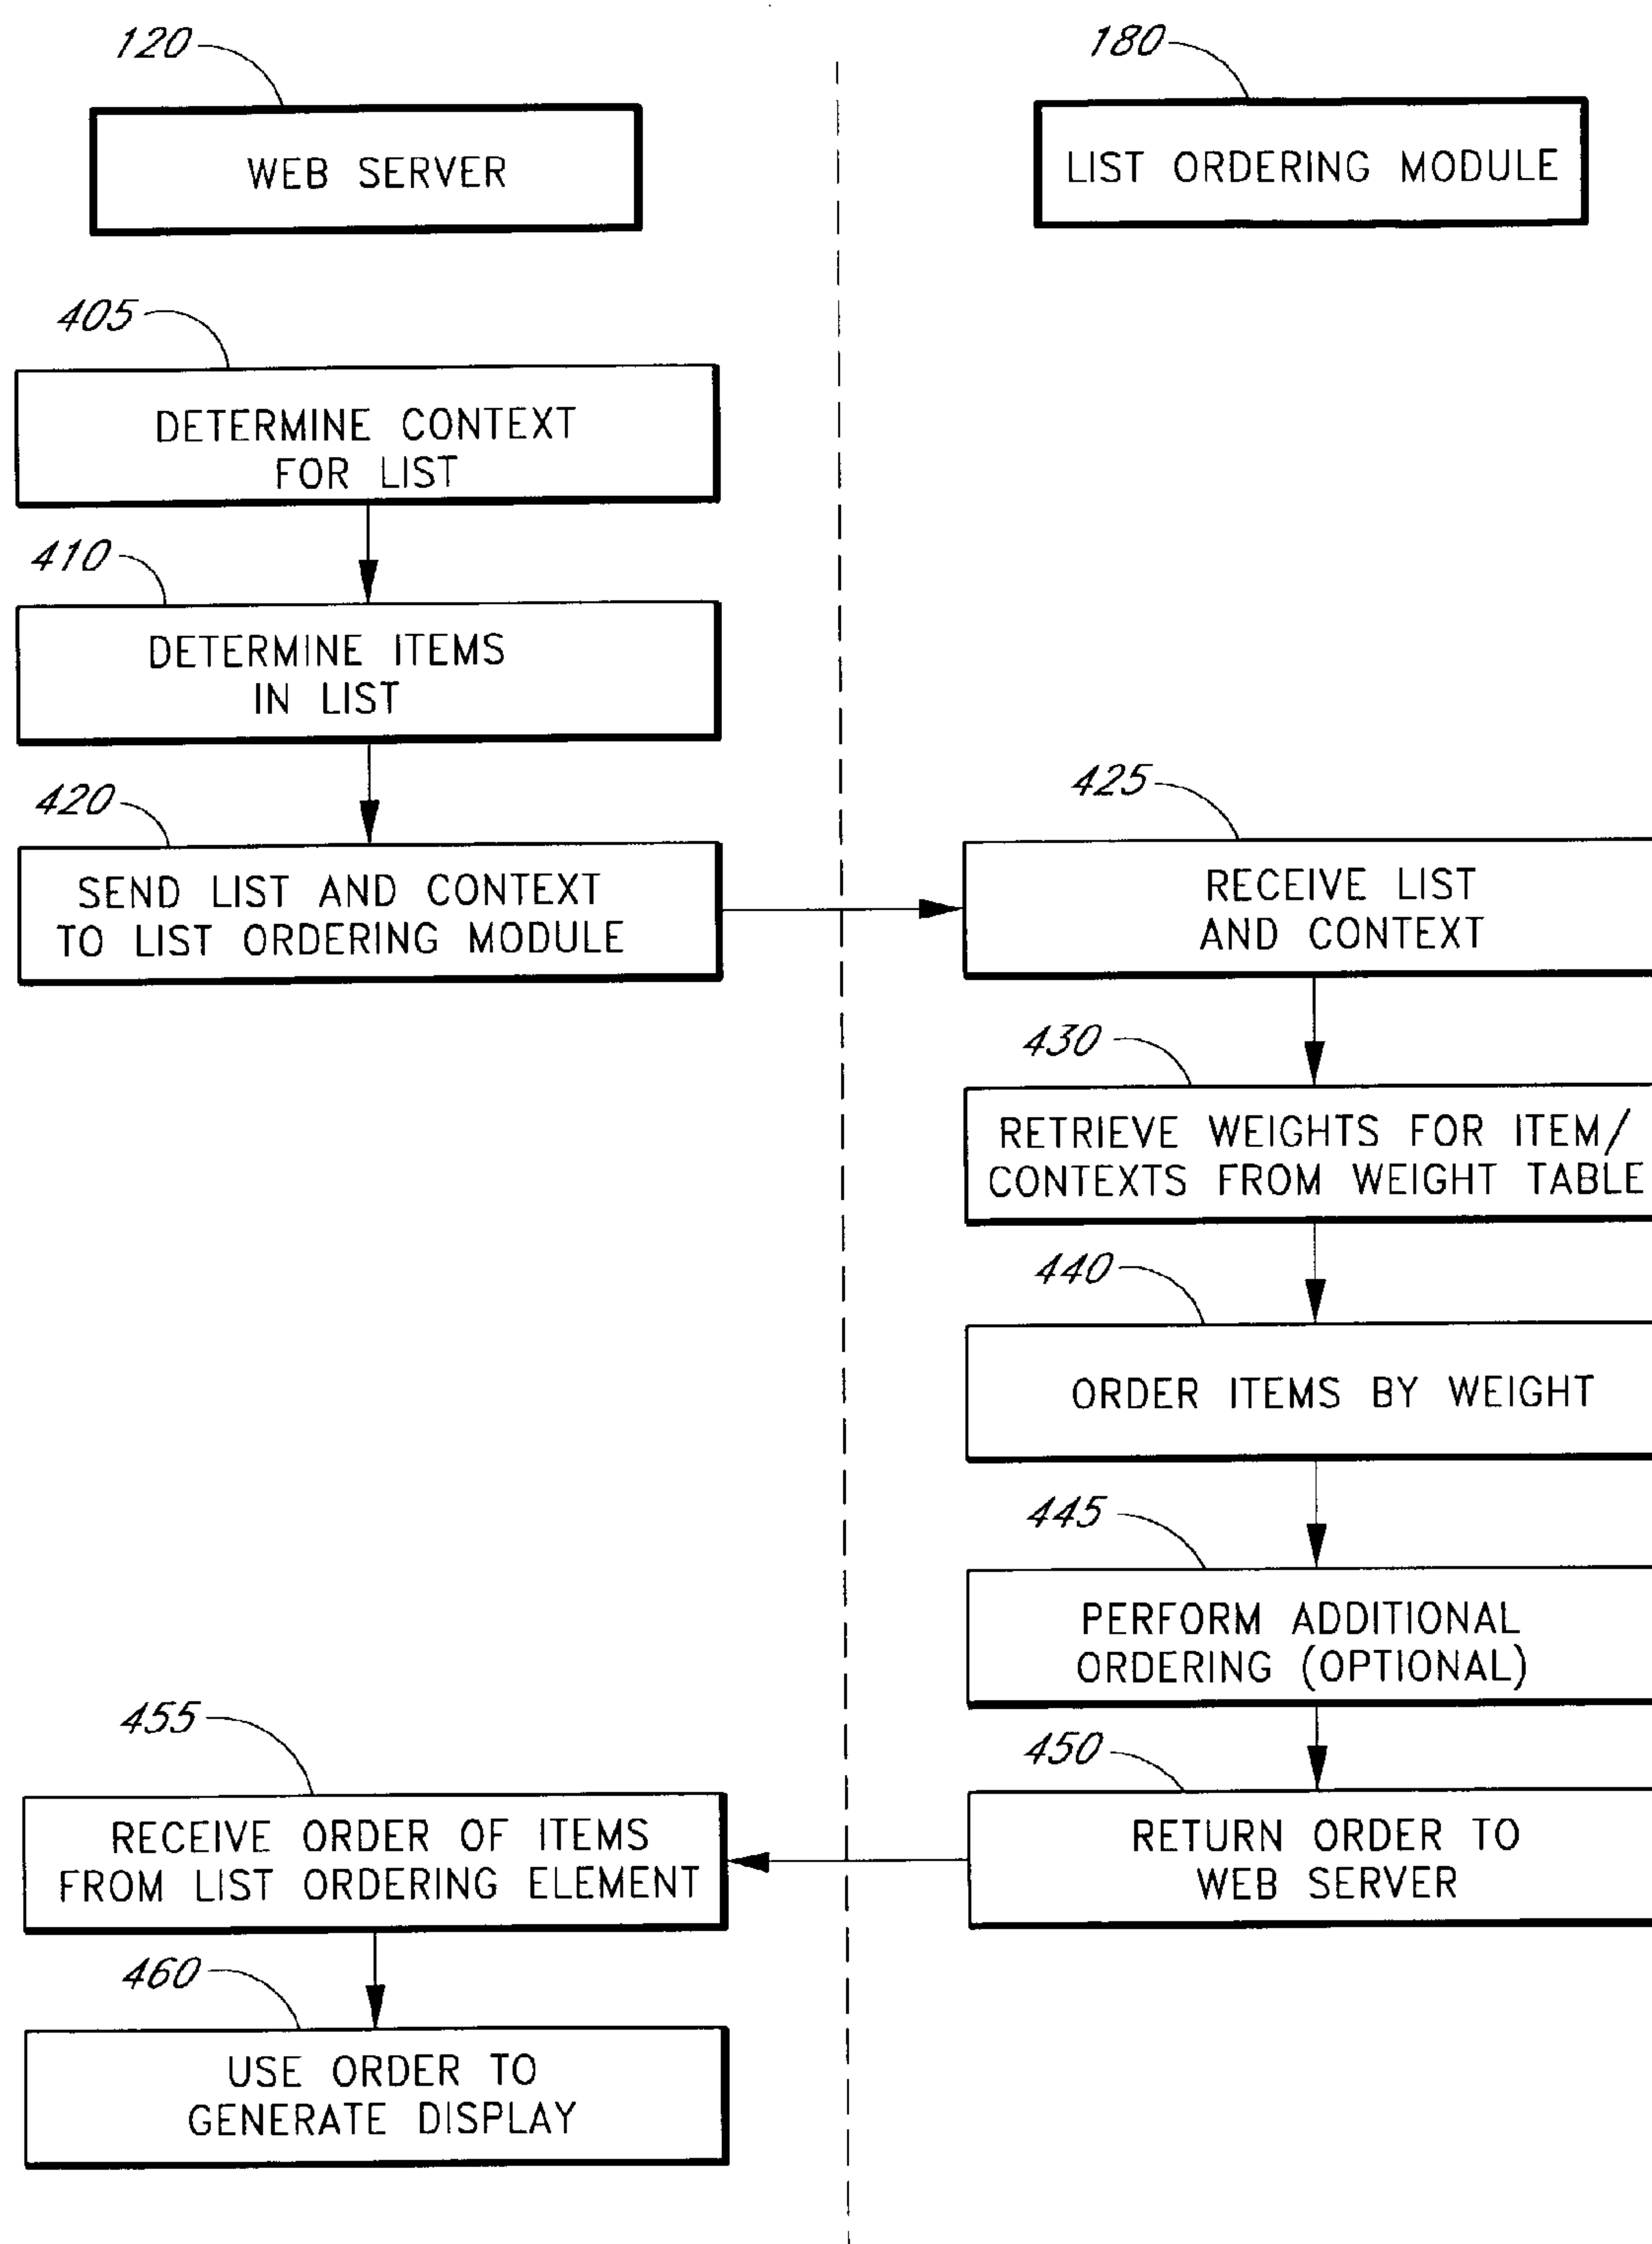 120
WEB SERVER
180
LIST ORDERING MODULE
405
DETERMINE CONTEXT
FOR LIST
410
DETERMINE ITEMS
IN LIST
420
SEND LIST AND CONTEXT
TO LIST ORDERING MODULE
425
RECEIVE LIST
AND CONTEXT
430
RETRIEVE WEIGHTS FOR ITEM/
CONTEXTS FROM WEIGHT TABLE
440
ORDER ITEMS BY WEIGHT
445
PERFORM ADDITIONAL
ORDERING (OPTIONAL)
450
RETURN ORDER TO
WEB SERVER
455
RECEIVE ORDER OF ITEMS
FROM LIST ORDERING ELEMENT
460
USE ORDER TO
GENERATE DISPLAY